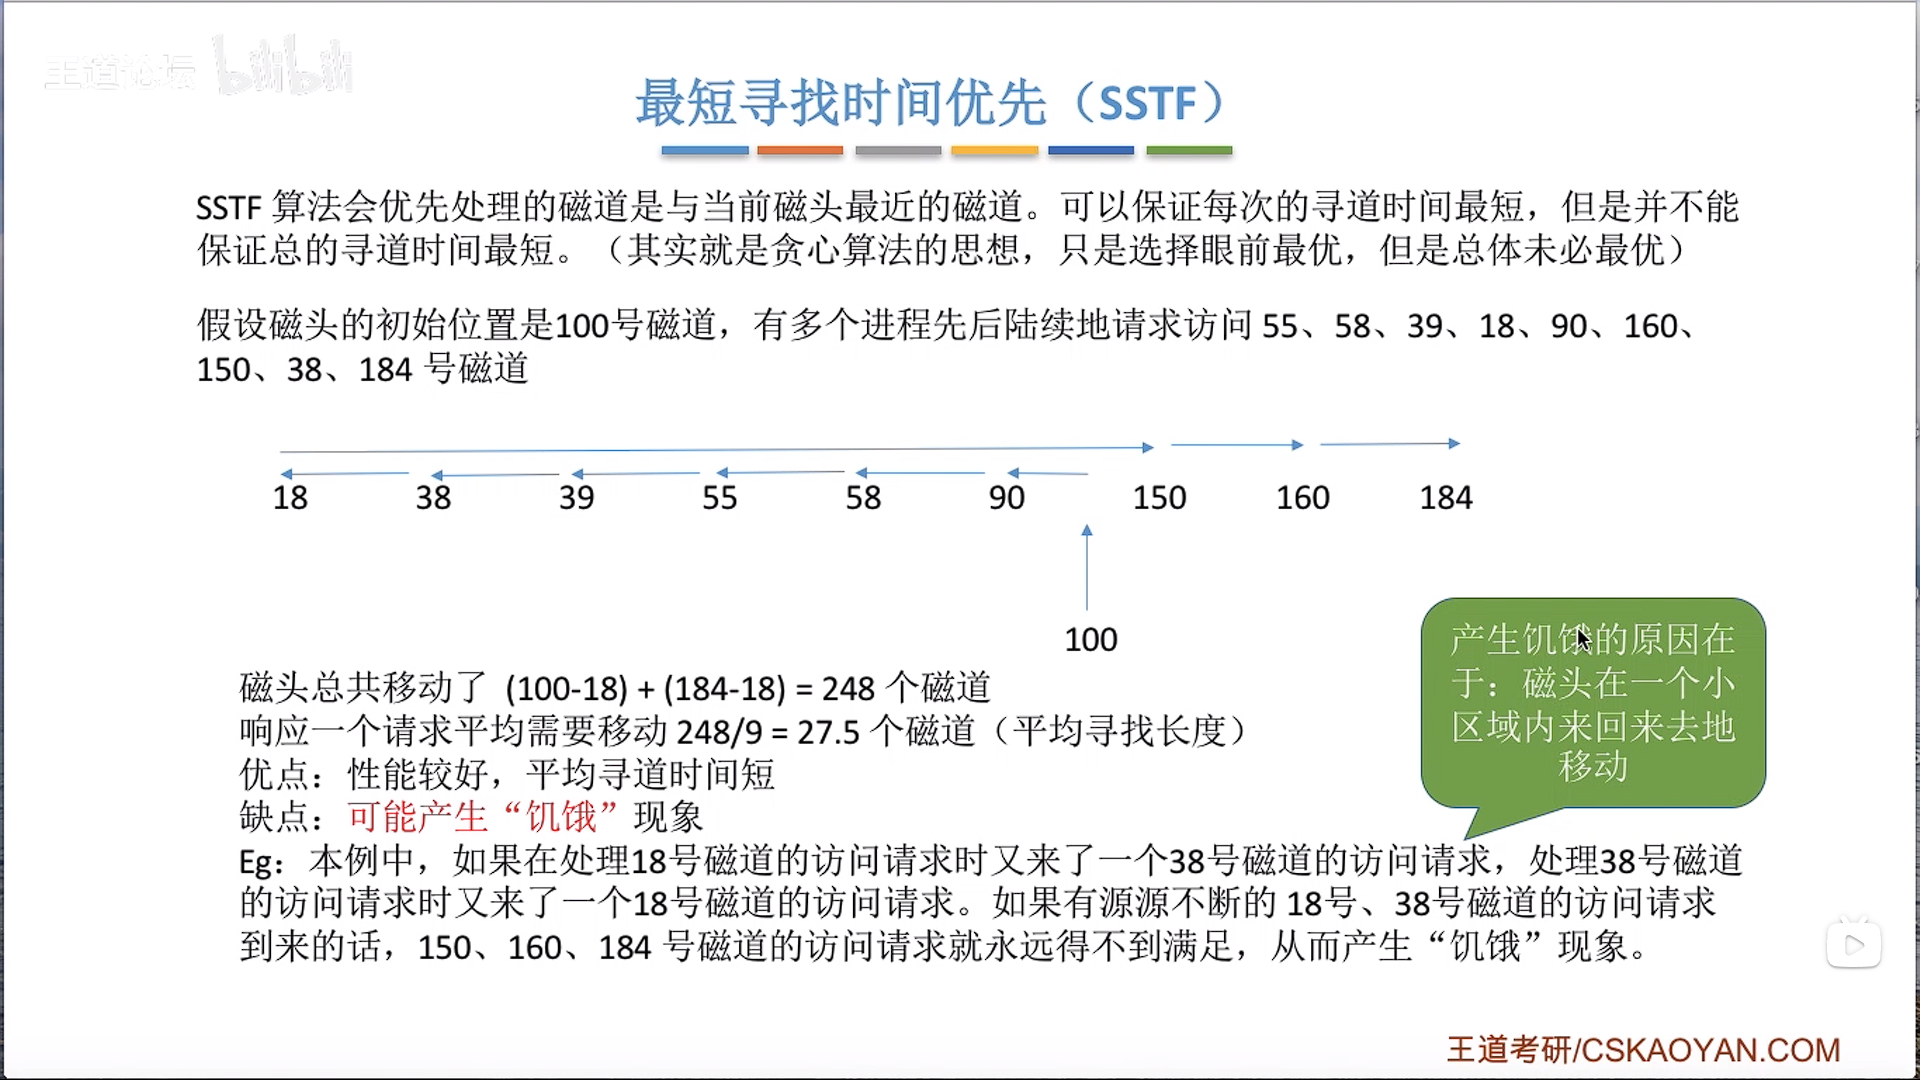 王道论坛 bilibili
最短寻找时间优先（SSTF）
SSTF 算法会优先处理的磁道是与当前磁头最近的磁道。可以保证每次的寻道时间最短，但是并不能
保证总的寻道时间最短。（其实就是贪心算法的思想，只是选择眼前最优，但是总体未必最优）
假设磁头的初始位置是100号磁道，有多个进程先后陆续地请求访问 55、58、39、18、90、160、
150、38、184 号磁道
18 38 39 55 58 90 150 160 184
100
产生饥饿的原因在
于：磁头在一个小
区域内来回来去地
移动
磁头总共移动了 (100-18) + (184-18) = 248 个磁道
响应一个请求平均需要移动 248/9 = 27.5 个磁道（平均寻找长度）
优点：性能较好，平均寻道时间短
缺点：可能产生“饥饿”现象
Eg：本例中，如果在处理18号磁道的访问请求时又来了一个38号磁道的访问请求，处理38号磁道
的访问请求时又来了一个18号磁道的访问请求。如果有源源不断的 18号、38号磁道的访问请求
到来的话，150、160、184 号磁道的访问请求就永远得不到满足，从而产生“饥饿”现象。
王道考研/CSKAOYAN.COM